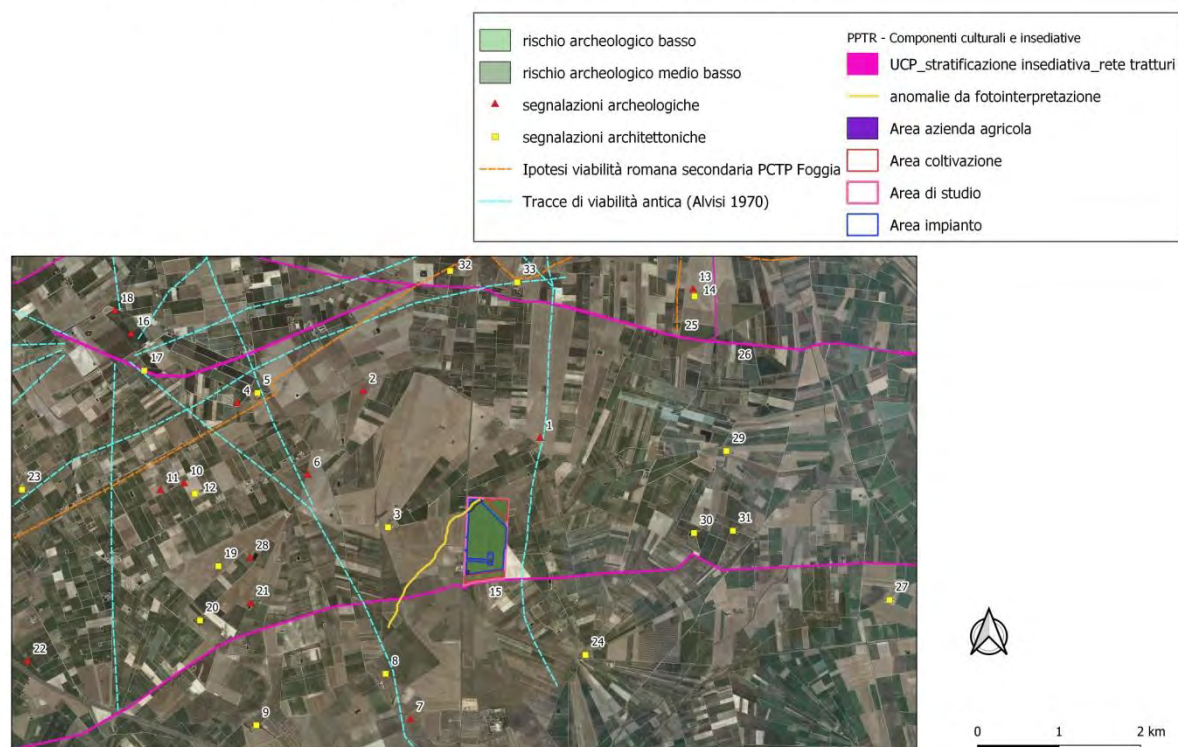 rischio archeologico basso
rischio archeologico medio basso
segnalazioni archeologiche
segnalazioni architettoniche
Ipotesi viabilità romana secondaria PCTP Foggia
Tracce di viabilità antica (Alvisi 1970)
PPTR - Componenti culturali e insediative
UCP_stratificazione insediativa_rete tratturi
anomalie da fotointerpretazione
Area azienda agricola
Area coltivazione
Area di studio
Area impianto
32
33
13
14
18
16
25
26
17
5
4
2
1
29
6
10
11
12
23
3
30
31
28
19
15
27
21
20
24
22
8
7
9
0 1 2 km